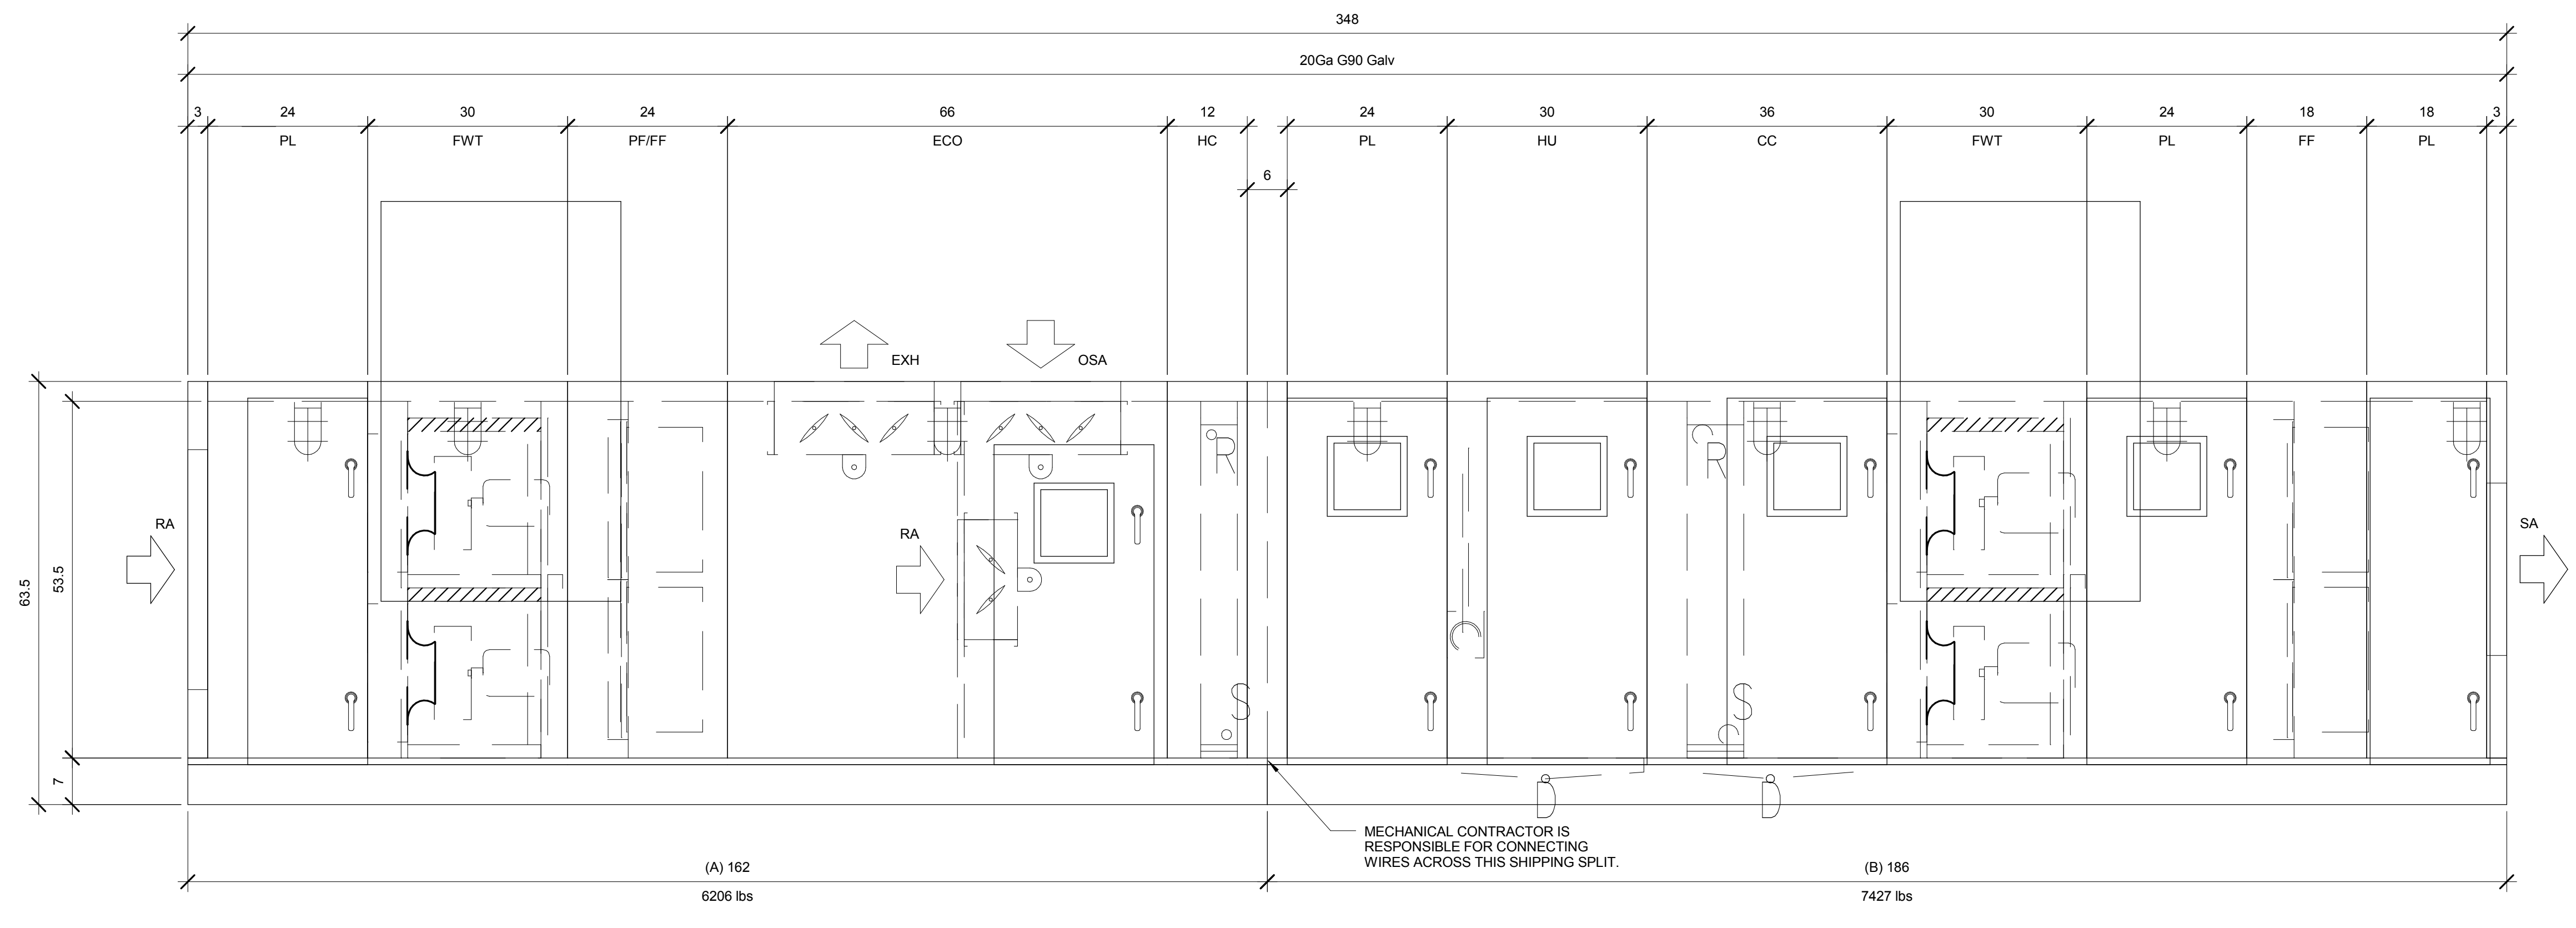 348
20Ga G90 Galv
3 24 30 24 66 12 24 30 36 30 24 18 18 3
PL FWT PF/FF ECO HC PL HU CC FWT PL FF PL
6
EXH OSA
R R
RA RA SA
63.5 53.5
C
S S
C
7
D D
MECHANICAL CONTRACTOR IS
RESPONSIBLE FOR CONNECTING
WIRES ACROSS THIS SHIPPING SPLIT.
(A) 162 (B) 186
6206 lbs 7427 lbs